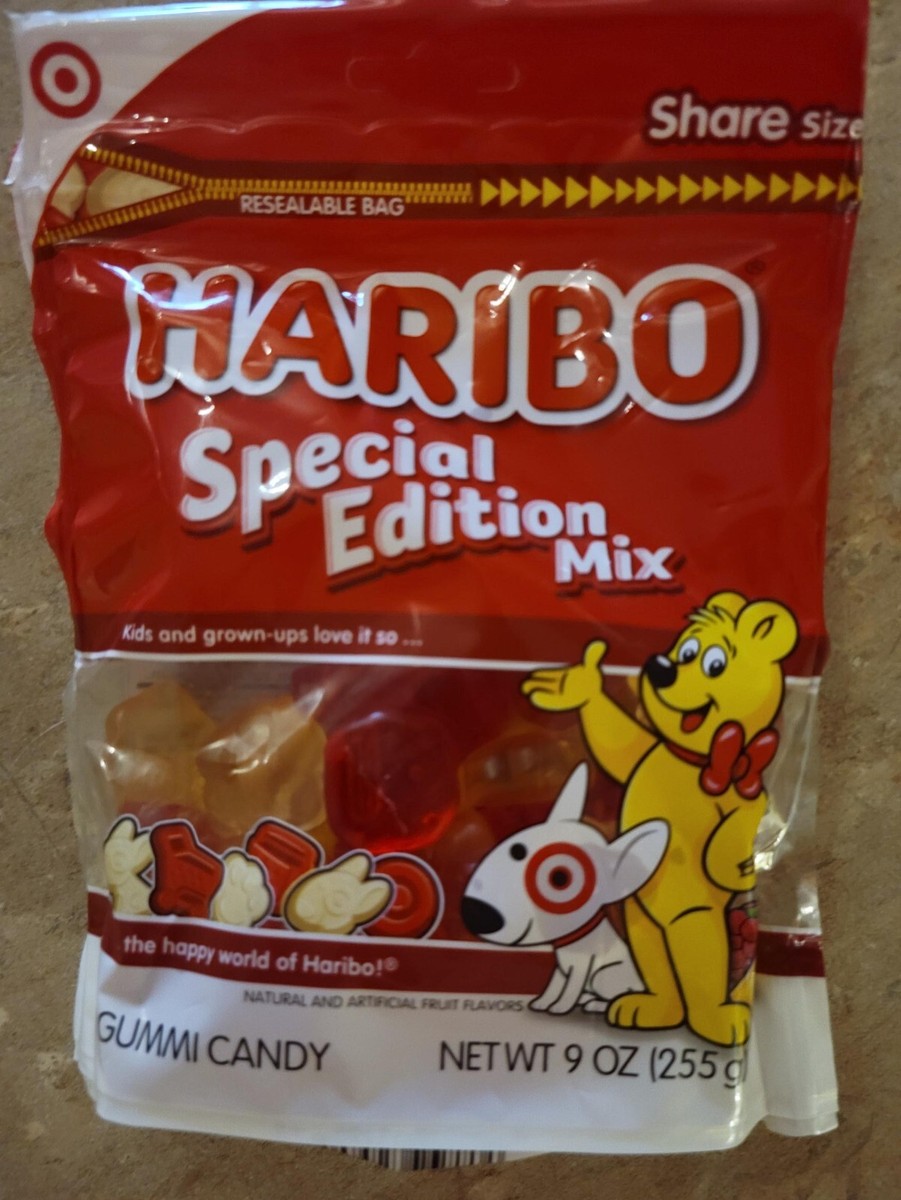 Share Size
RESEALABLE BAG
HARIBO®
Special
Edition
Mix
Kids and grown-ups love it so ...
the happy world of Haribo!®
NATURAL AND ARTIFICIAL FRUIT FLAVORS
GUMMI CANDY NET WT 9 OZ (255 g)